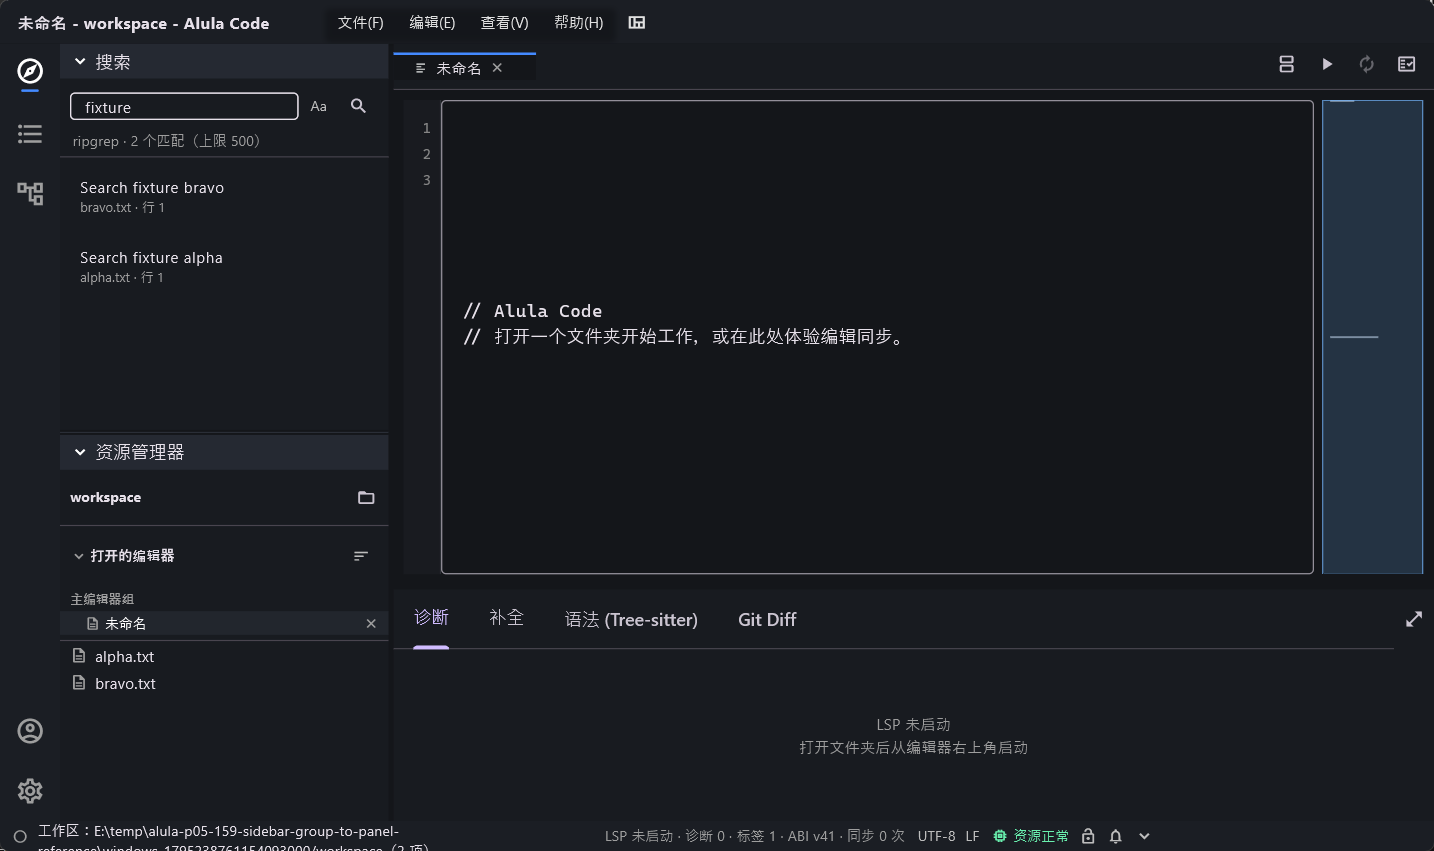 未命名 - workspace - Alula Code
文件(F) 编辑(E) 查看(V) 帮助(H)
搜索
fixture Aa
ripgrep · 2 个匹配（上限 500）
Search fixture bravo
bravo.txt · 行 1
Search fixture alpha
alpha.txt · 行 1
资源管理器
workspace
打开的编辑器
主编辑器组
未命名
alpha.txt
bravo.txt
未命名
1
2
3
// Alula Code
// 打开一个文件夹开始工作，或在此处体验编辑同步。
诊断 补全 语法 (Tree-sitter) Git Diff
LSP 未启动
打开文件夹后从编辑器右上角启动
工作区：E:\temp\alula-p05-159-sidebar-group-to-panel-
reference\windows-1795238761154093000/workspace（2 项）
LSP 未启动 · 诊断 0 · 标签 1 · ABI v41 · 同步 0 次 UTF-8 LF 资源正常